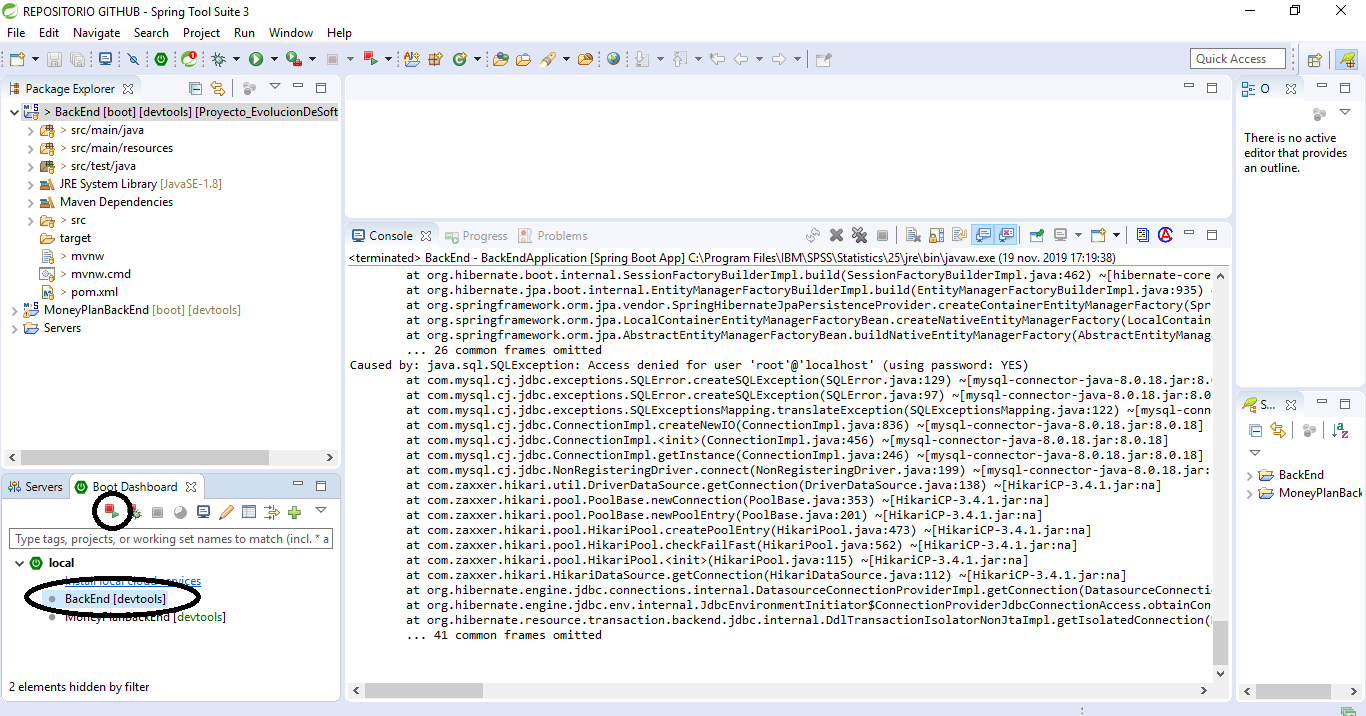 REPOSITORIO GITHUB - Spring Tool Suite 3
File Edit Navigate Search Project Run Window Help
Quick Access
Package Explorer
> BackEnd [boot] [devtools] [Proyecto_EvolucionDeSoft
> src/main/java
> src/main/resources
> src/test/java
JRE System Library [JavaSE-1.8]
Maven Dependencies
> src
target
> mvnw
> mvnw.cmd
> pom.xml
MoneyPlanBackEnd [boot] [devtools]
Servers
Servers
Boot Dashboard
Type tags, projects, or working set names to match (incl. * a
local
Install local cloud services
BackEnd [devtools]
MoneyPlanBackEnd [devtools]
2 elements hidden by filter
Console Progress Problems
<terminated> BackEnd - BackEndApplication [Spring Boot App] C:\Program Files\IBM\SPSS\Statistics\25\jre\bin\javaw.exe (19 nov. 2019 17:19:38)
at org.hibernate.boot.internal.SessionFactoryBuilderImpl.build(SessionFactoryBuilderImpl.java:462) ~[hibernate-core
at org.hibernate.jpa.boot.internal.EntityManagerFactoryBuilderImpl.build(EntityManagerFactoryBuilderImpl.java:935)
at org.springframework.orm.jpa.vendor.SpringHibernateJpaPersistenceProvider.createContainerEntityManagerFactory(Spr
at org.springframework.orm.jpa.LocalContainerEntityManagerFactoryBean.createNativeEntityManagerFactory(LocalContain
at org.springframework.orm.jpa.AbstractEntityManagerFactoryBean.buildNativeEntityManagerFactory(AbstractEntityManag
... 26 common frames omitted
Caused by: java.sql.SQLException: Access denied for user 'root'@'localhost' (using password: YES)
at com.mysql.cj.jdbc.exceptions.SQLError.createSQLException(SQLError.java:129) ~[mysql-connector-java-8.0.18.jar:8.0
at com.mysql.cj.jdbc.exceptions.SQLError.createSQLException(SQLError.java:97) ~[mysql-connector-java-8.0.18.jar:8.0.
at com.mysql.cj.jdbc.exceptions.SQLExceptionsMapping.translateException(SQLExceptionsMapping.java:122) ~[mysql-conn
at com.mysql.cj.jdbc.ConnectionImpl.createNewIO(ConnectionImpl.java:836) ~[mysql-connector-java-8.0.18.jar:8.0.18]
at com.mysql.cj.jdbc.ConnectionImpl.<init>(ConnectionImpl.java:456) ~[mysql-connector-java-8.0.18.jar:8.0.18]
at com.mysql.cj.jdbc.ConnectionImpl.getInstance(ConnectionImpl.java:246) ~[mysql-connector-java-8.0.18.jar:8.0.18]
at com.mysql.cj.jdbc.NonRegisteringDriver.connect(NonRegisteringDriver.java:199) ~[mysql-connector-java-8.0.18.jar:
at com.zaxxer.hikari.util.DriverDataSource.getConnection(DriverDataSource.java:138) ~[HikariCP-3.4.1.jar:na]
at com.zaxxer.hikari.pool.PoolBase.newConnection(PoolBase.java:353) ~[HikariCP-3.4.1.jar:na]
at com.zaxxer.hikari.pool.PoolBase.newPoolEntry(PoolBase.java:201) ~[HikariCP-3.4.1.jar:na]
at com.zaxxer.hikari.pool.HikariPool.createPoolEntry(HikariPool.java:473) ~[HikariCP-3.4.1.jar:na]
at com.zaxxer.hikari.pool.HikariPool.checkFailFast(HikariPool.java:562) ~[HikariCP-3.4.1.jar:na]
at com.zaxxer.hikari.pool.HikariPool.<init>(HikariPool.java:115) ~[HikariCP-3.4.1.jar:na]
at com.zaxxer.hikari.HikariDataSource.getConnection(HikariDataSource.java:112) ~[HikariCP-3.4.1.jar:na]
at org.hibernate.engine.jdbc.connections.internal.DatasourceConnectionProviderImpl.getConnection(DatasourceConnecti
at org.hibernate.engine.jdbc.env.internal.JdbcEnvironmentInitiator$ConnectionProviderJdbcConnectionAccess.obtainCon
at org.hibernate.resource.transaction.backend.jdbc.internal.DdlTransactionIsolatorNonJtaImpl.getIsolatedConnection(
... 41 common frames omitted
O
There is no active
editor that provides
an outline.
S...
BackEnd
MoneyPlanBack